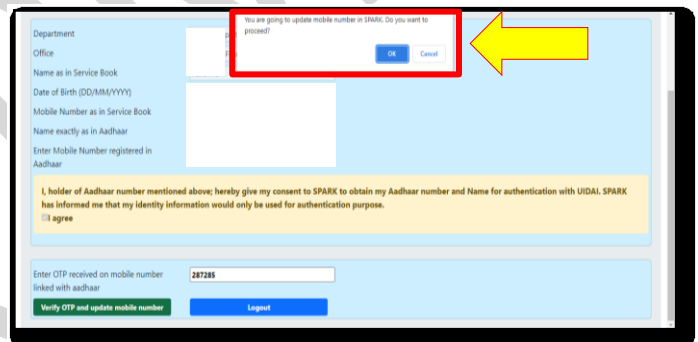 You are going to update mobile number in SPARK. Do you want to
proceed?
OK Cancel
Department
Office
Name as in Service Book
Date of Birth (DD/MM/YYYY)
Mobile Number as in Service Book
Name exactly as in Aadhaar
Enter Mobile Number registered in
Aadhaar
I, holder of Aadhaar number mentioned above; hereby give my consent to SPARK to obtain my Aadhaar number and Name for authentication with UIDAI. SPARK
has informed me that my identity information would only be used for authentication purpose.
I agree
Enter OTP received on mobile number 287285
linked with aadhaar
Verify OTP and update mobile number Logout